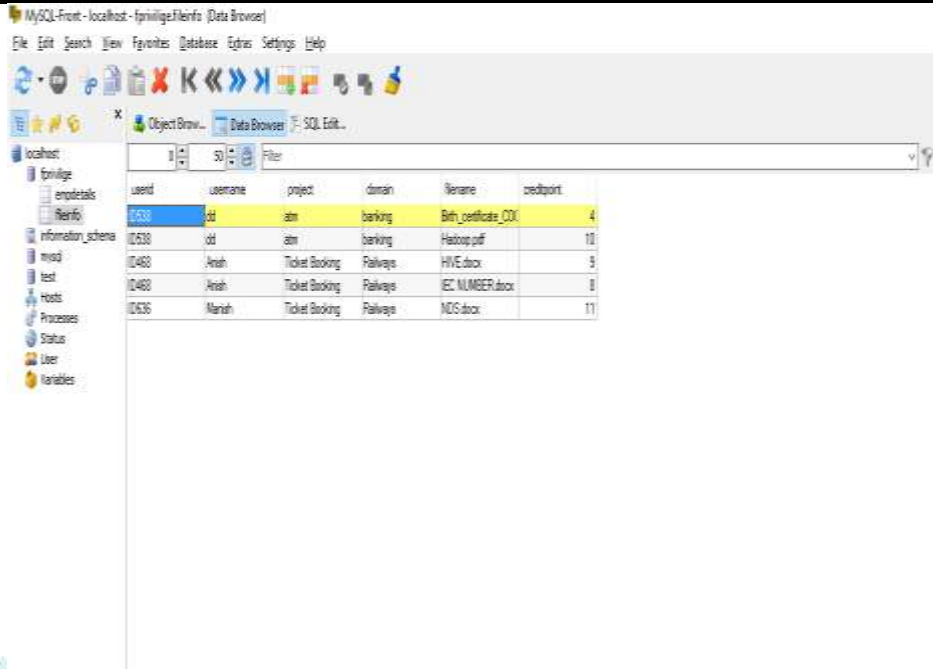 MySQL-Front - localhost - fprivilige.fileinfo (Data Browser)
File Edit Search View Favorites Database Extras Settings Help
Object Brow... Data Browser SQL Edit...
localhost
fprivilige
empdetails
fileinfo
information_schema
mysql
test
Hosts
Processes
Status
User
Variables
50 Filter
userid username project domain filename creditpoint
ID538 dd atm banking Birth_certificate_CDC 4
ID538 dd atm banking Hadoop.pdf 10
ID468 Anish Ticket Booking Railways HIVE.docx 9
ID468 Anish Ticket Booking Railways IEC NUMBER.docx 8
ID636 Manish Ticket Booking Railways NDS.docx 11